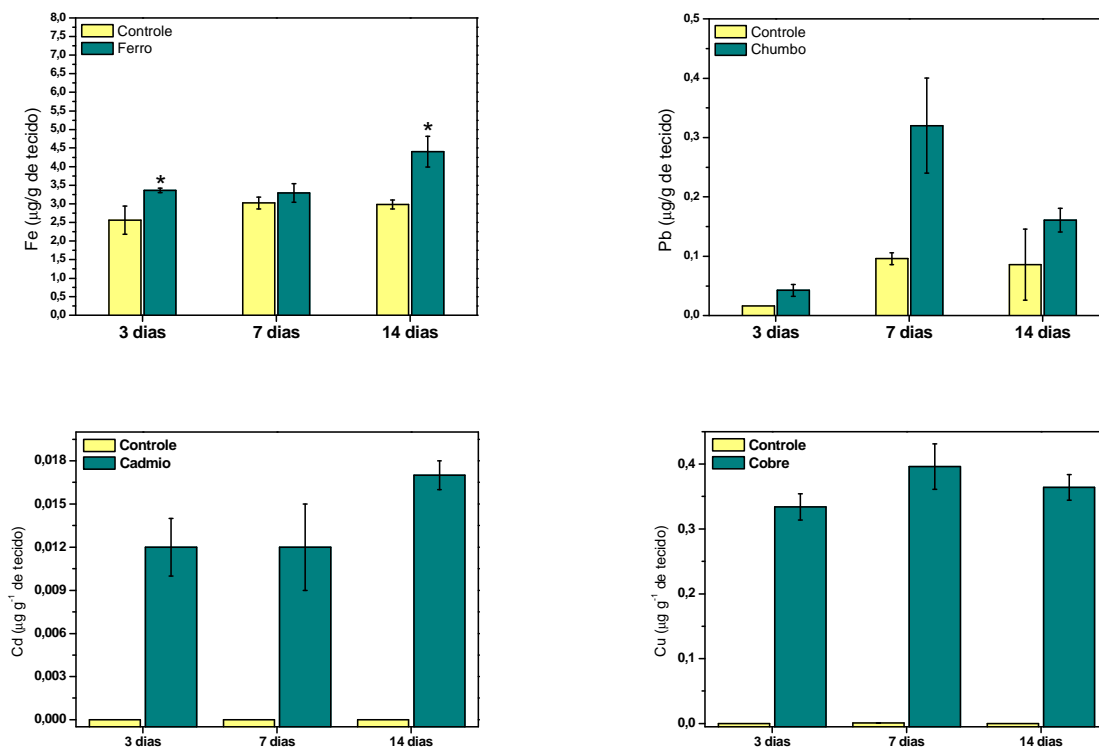 Controle
Ferro
Fe (µg/g de tecido)
8,0
7,5
7,0
6,5
6,0
5,5
5,0
4,5
4,0
3,5
3,0
2,5
2,0
1,5
1,0
0,5
0,0
*
*
3 dias 7 dias 14 dias
Controle
Chumbo
Pb (µg/g de tecido)
0,5
0,4
0,3
0,2
0,1
0,0
3 dias 7 dias 14 dias
Controle
Cadmio
Cd (µg g⁻¹ de tecido)
0,018
0,015
0,012
0,009
0,006
0,003
0,000
3 dias 7 dias 14 dias
Controle
Cobre
Cu (µg g⁻¹ de tecido)
0,4
0,3
0,2
0,1
0,0
3 dias 7 dias 14 dias